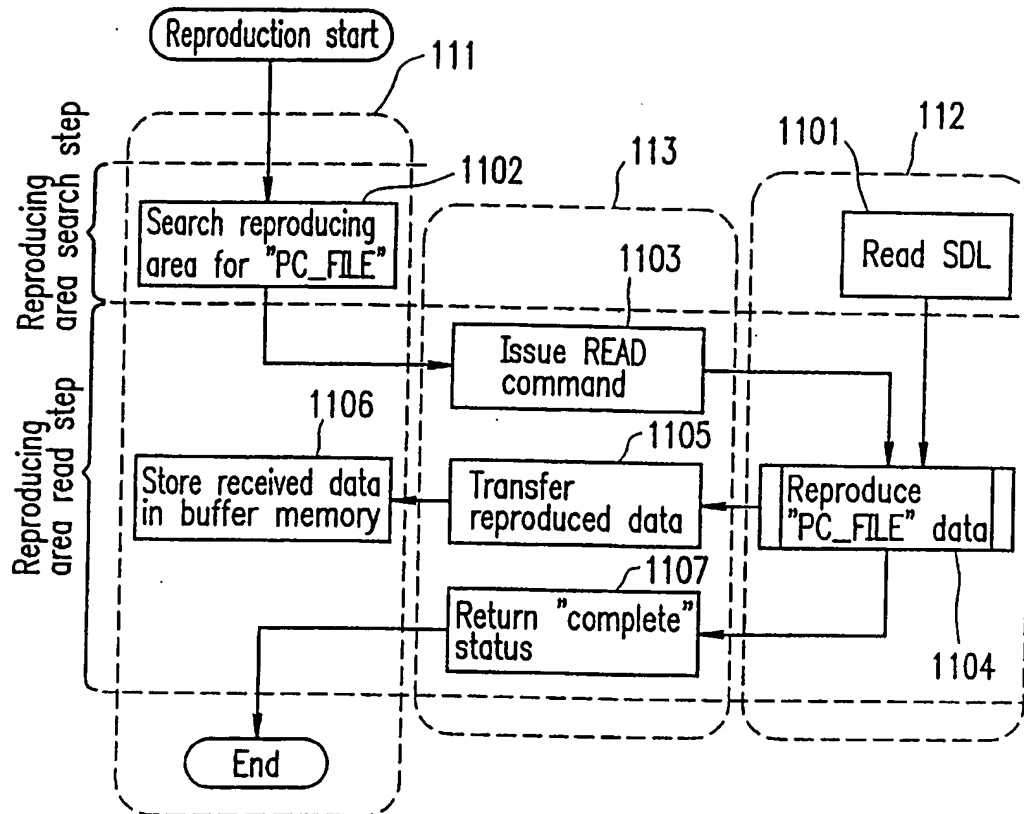 Reproduction start
111
1101
112
Reproducing
area search step
1102
113
Search reproducing
area for "PC_FILE"
1103
Read SDL
Issue READ
command
Reproducing
area read step
1106
1105
Store received data
in buffer memory
Transfer
reproduced data
Reproduce
"PC_FILE" data
1107
Return "complete"
status
1104
End